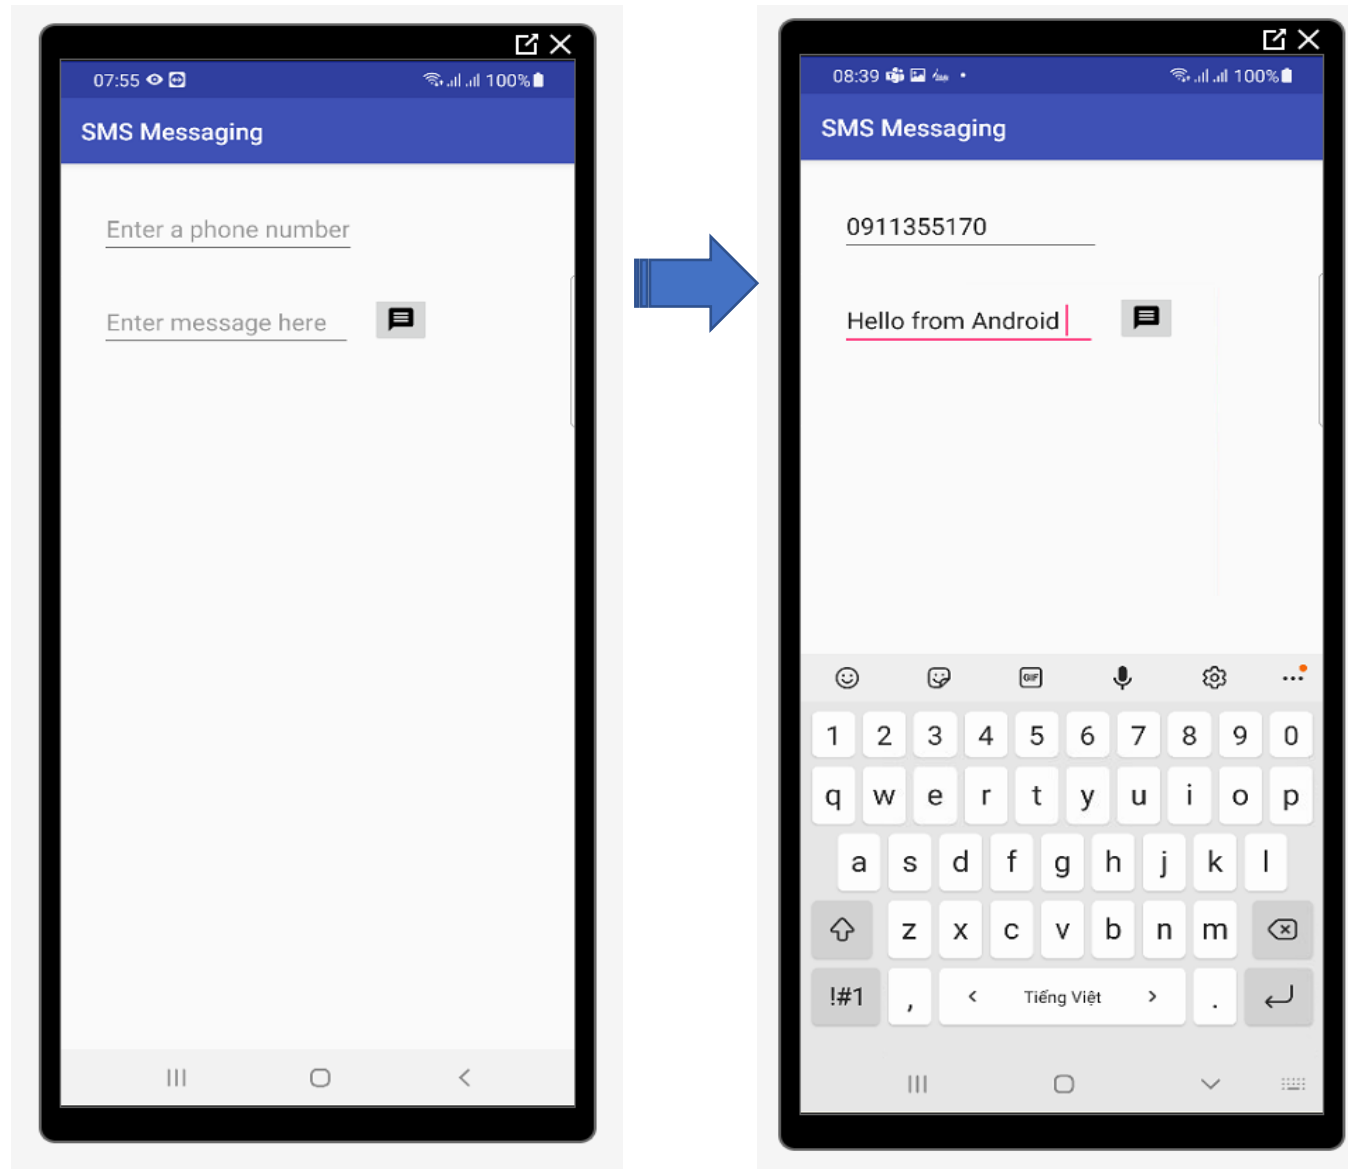 07:55
100%
SMS Messaging
Enter a phone number
Enter message here
08:39
100%
SMS Messaging
0911355170
Hello from Android
GIF
1 2 3 4 5 6 7 8 9 0
q w e r t y u i o p
a s d f g h j k l
z x c v b n m
!#1 , < Tiếng Việt > .